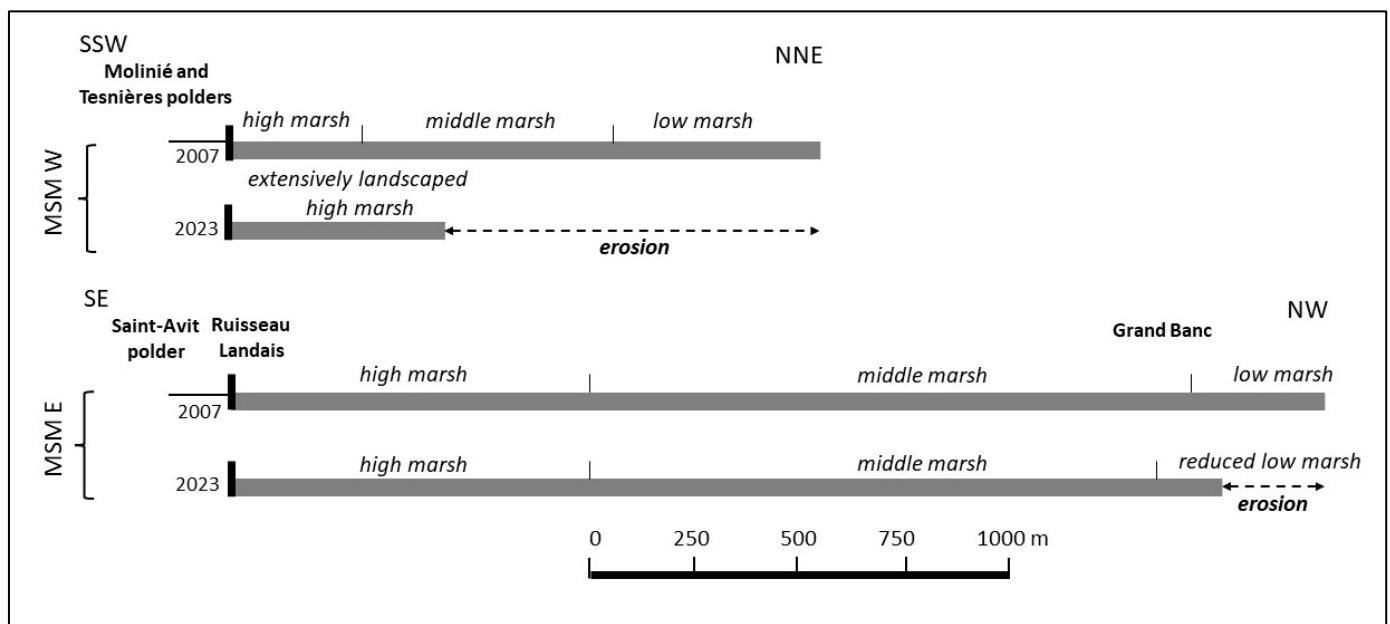 SSW
NNE
Molinié and
Tesnières polders
high marsh
middle marsh
low marsh
MSM W
2007
extensively landscaped
high marsh
2023
erosion
SE
NW
Saint-Avit
polder
Ruisseau
Landais
Grand Banc
high marsh
middle marsh
low marsh
MSM E
2007
high marsh
middle marsh
reduced low marsh
2023
erosion
0 250 500 750 1000 m